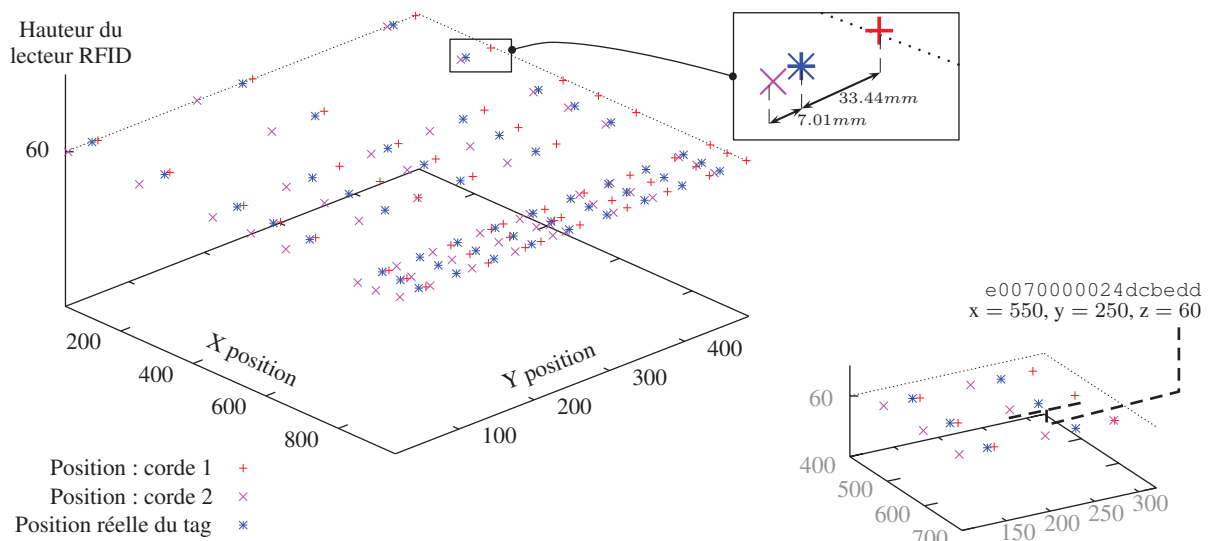 Hauteur du
lecteur RFID
60
33.44mm
7.01mm
200
400
600
800
X position
100
200
300
400
Y position
Position : corde 1
Position : corde 2
Position réelle du tag
e0070000024dcbedd
x = 550, y = 250, z = 60
60
400
500
600
700
150
200
250
300